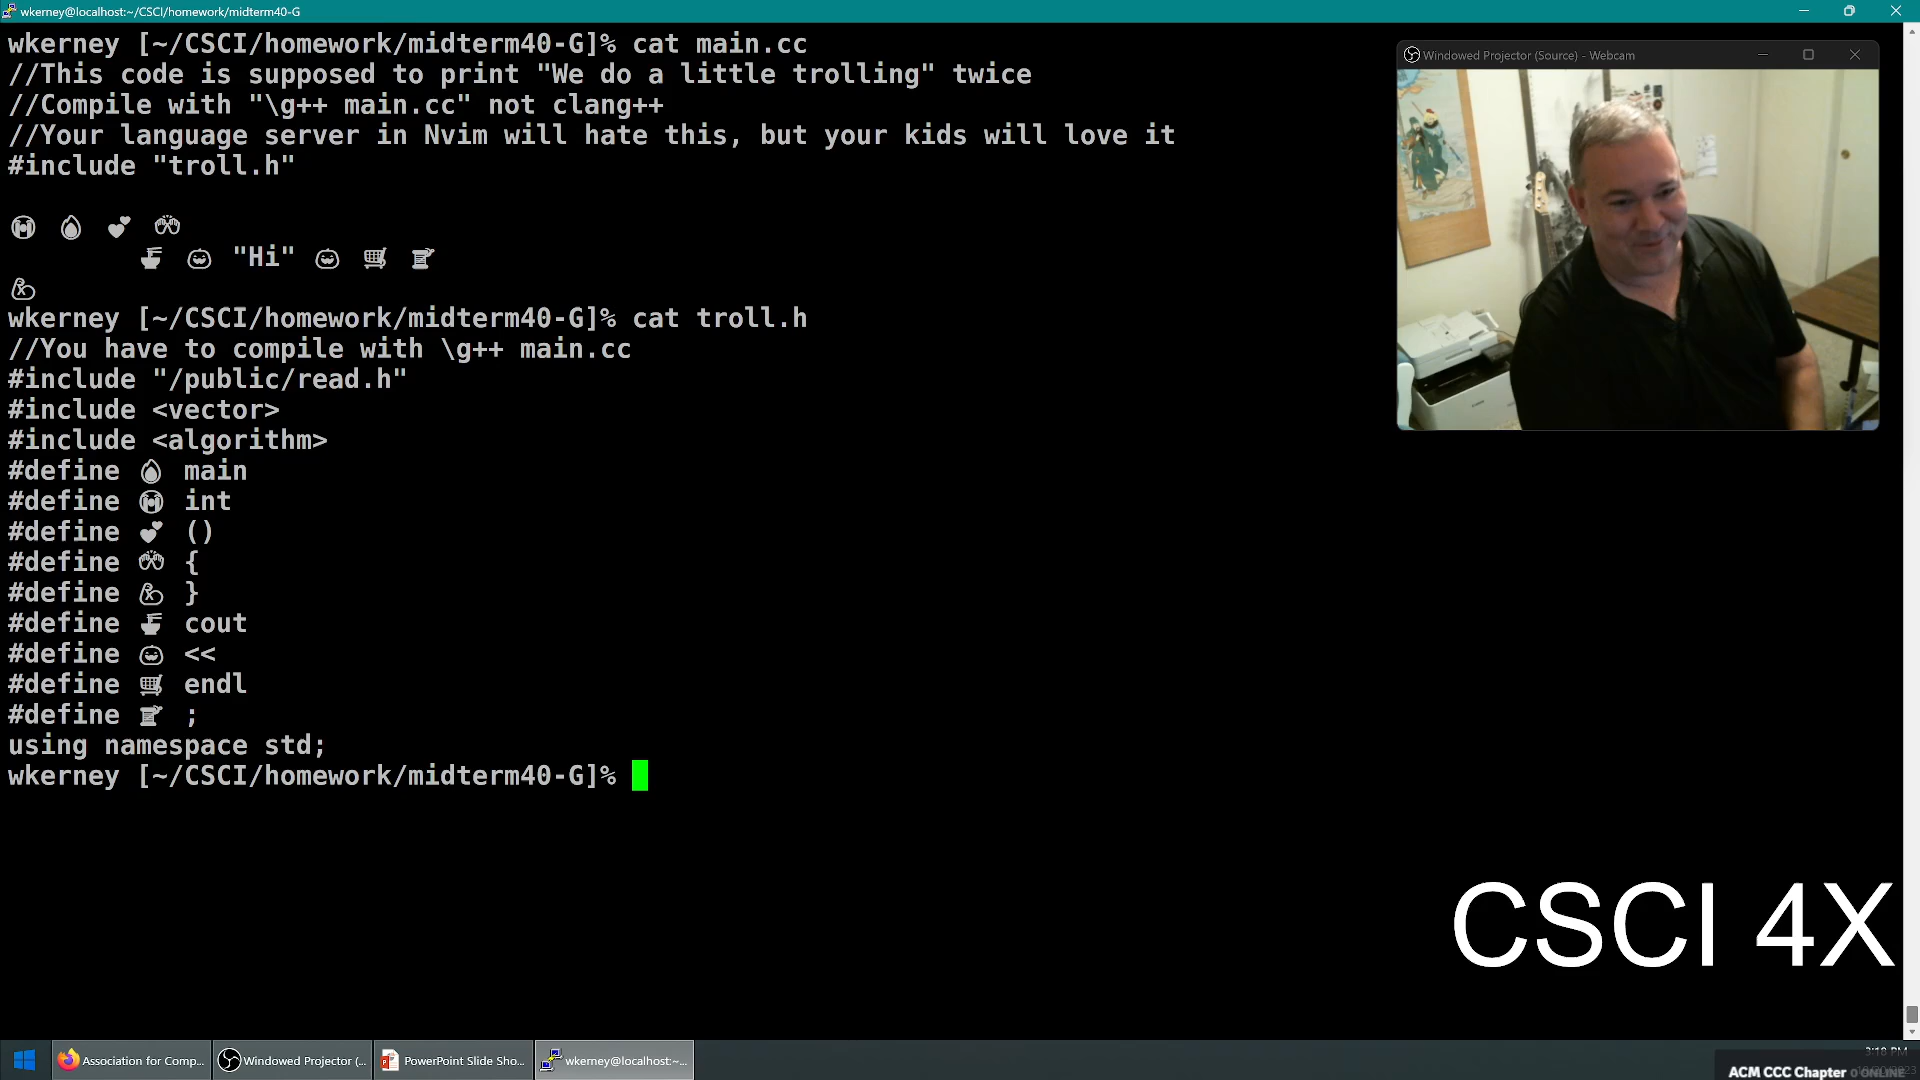 wkerney@localhost:~/CSCI/homework/midterm40-G
wkerney [~/CSCI/homework/midterm40-G]% cat main.cc
//This code is supposed to print "We do a little trolling" twice
//Compile with "\g++ main.cc" not clang++
//Your language server in Nvim will hate this, but your kids will love it
#include "troll.h"
😭 🔥 💕 👐
🍜 🎃 "Hi" 🎃 🛒 📜
💪
wkerney [~/CSCI/homework/midterm40-G]% cat troll.h
//You have to compile with \g++ main.cc
#include "/public/read.h"
#include <vector>
#include <algorithm>
#define 🔥 main
#define 😭 int
#define 💕 ()
#define 👐 {
#define 💪 }
#define 🍜 cout
#define 🎃 <<
#define 🛒 endl
#define 📜 ;
using namespace std;
wkerney [~/CSCI/homework/midterm40-G]%
Windowed Projector (Source) - Webcam
CSCI 4X
Association for Comp...
Windowed Projector (...
PowerPoint Slide Sho...
wkerney@localhost:~...
3:18 PM
ACM CCC Chapter 0 ONLINE